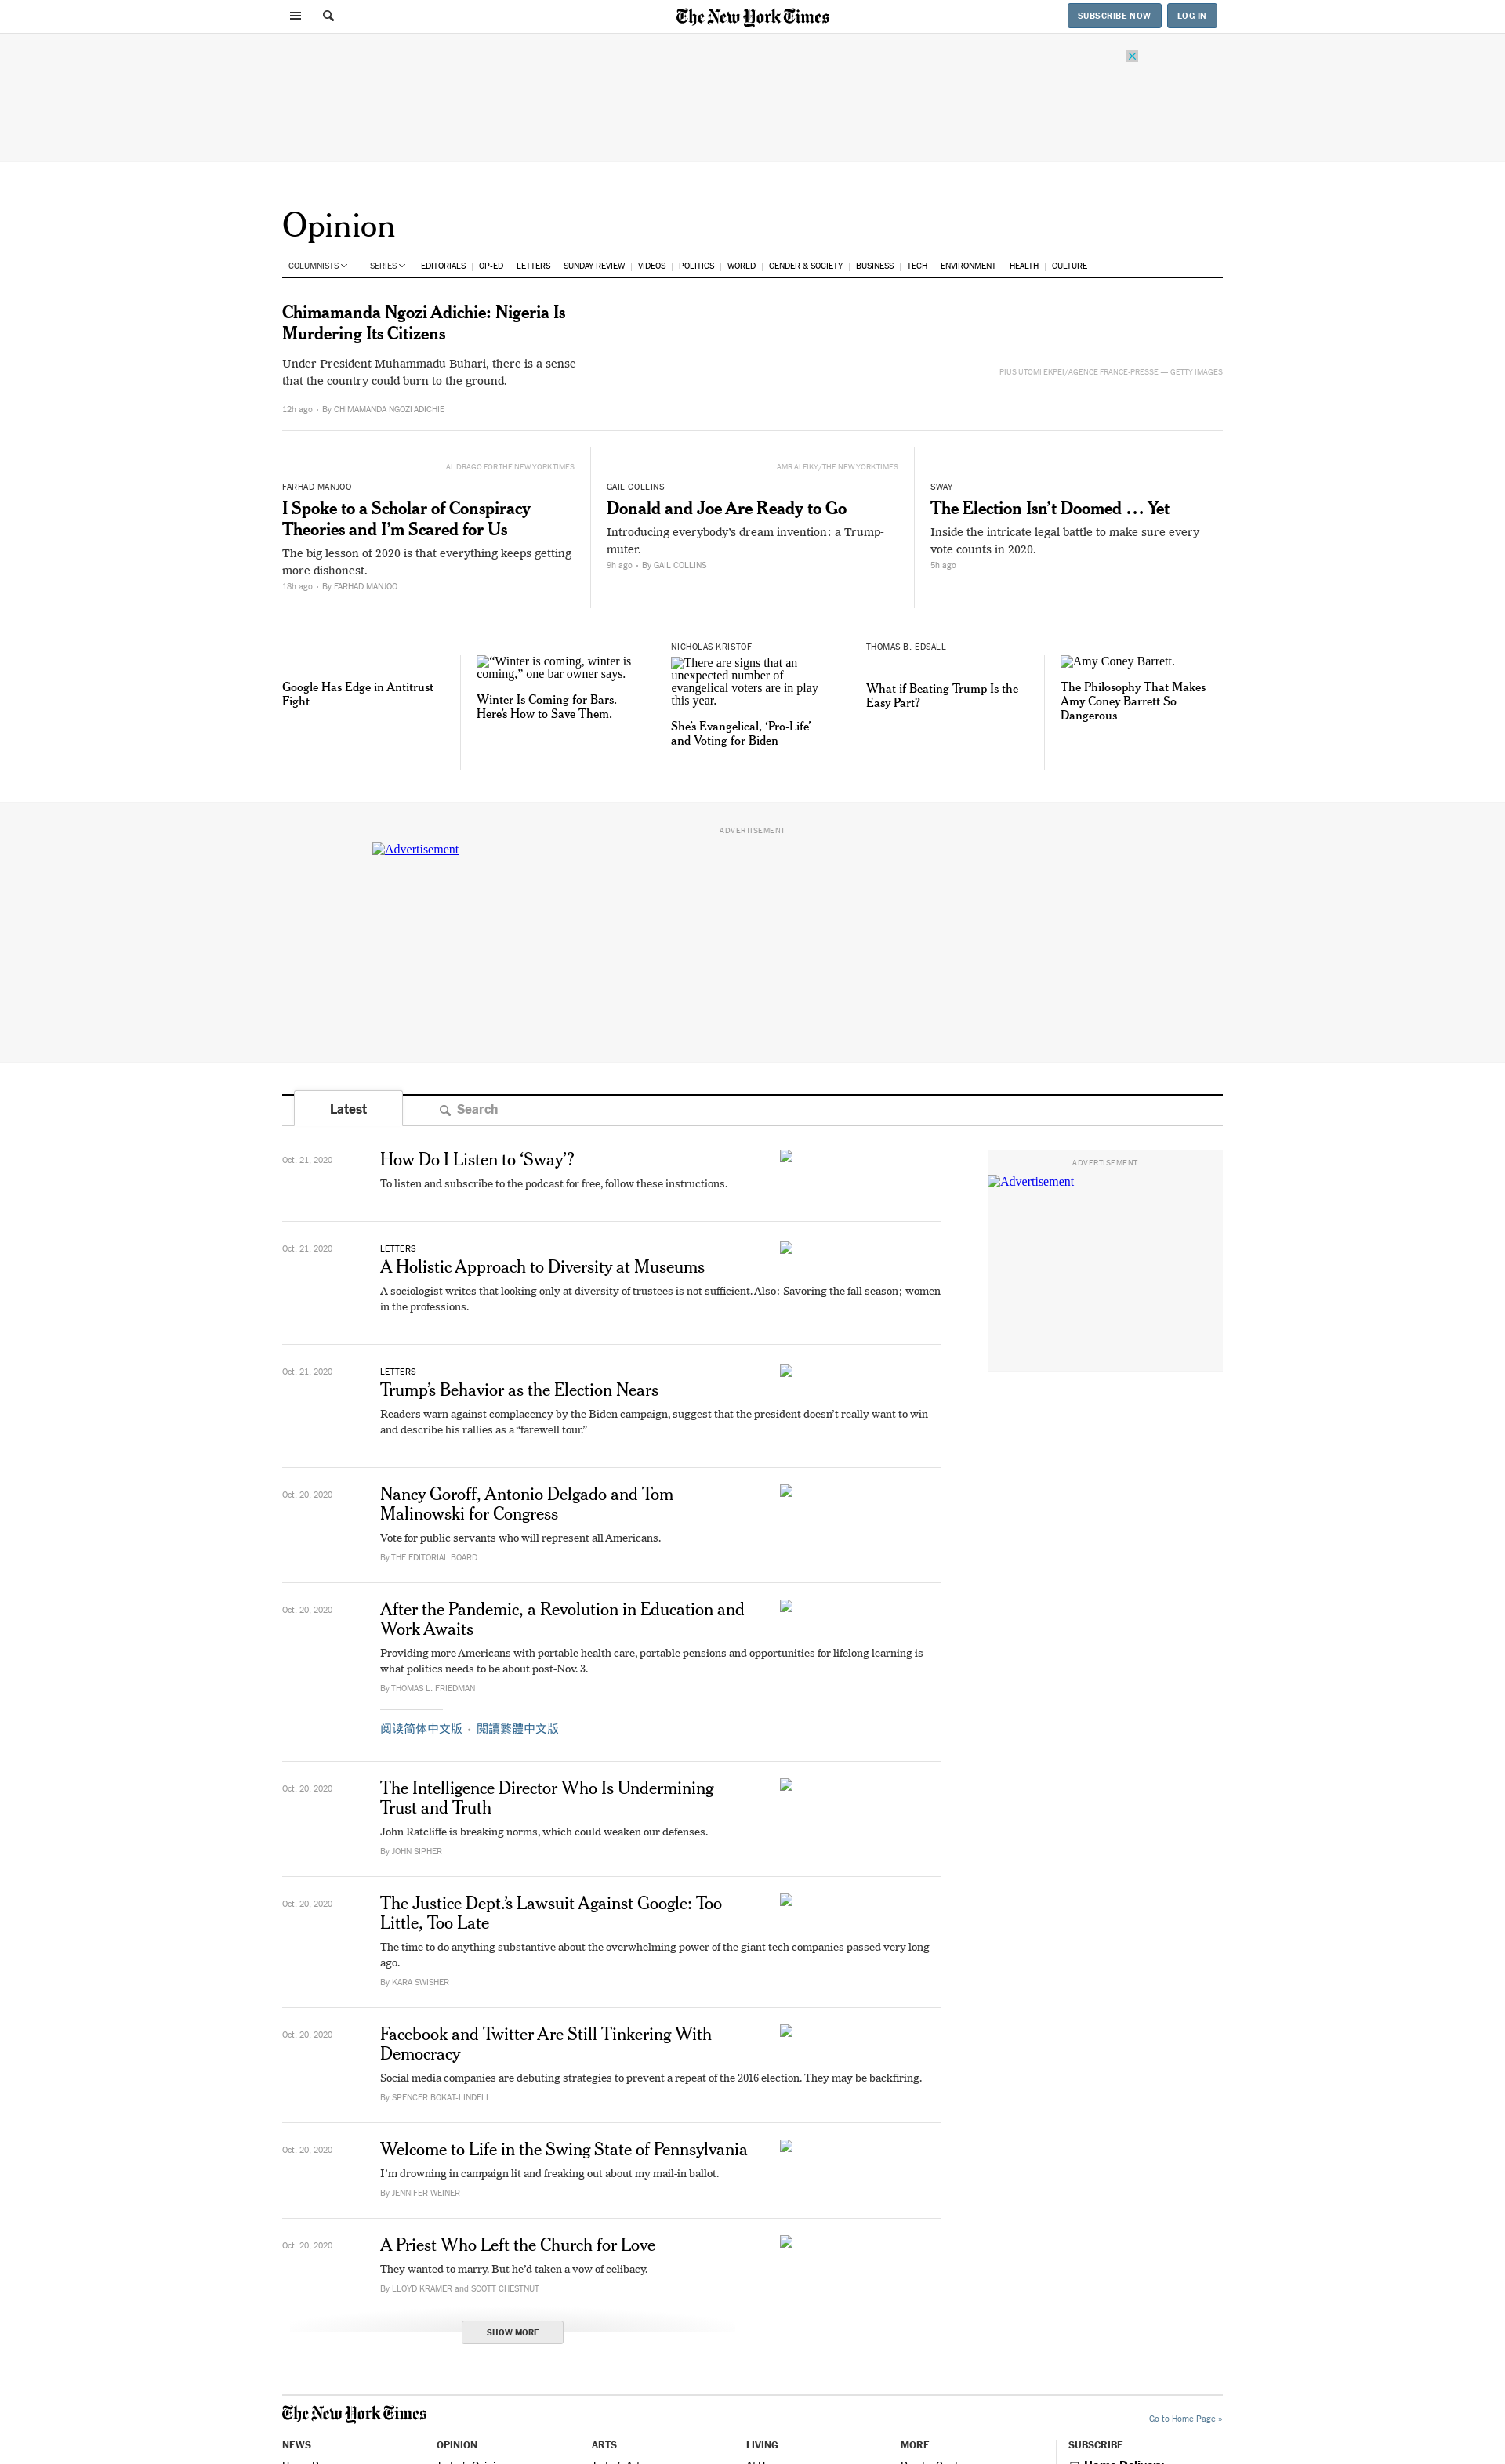 The New York Times
SUBSCRIBE NOW
LOG IN
Opinion
COLUMNISTS | SERIES EDITORIALS | OP-ED | LETTERS | SUNDAY REVIEW | VIDEOS | POLITICS | WORLD | GENDER & SOCIETY | BUSINESS | TECH | ENVIRONMENT | HEALTH | CULTURE
Chimamanda Ngozi Adichie: Nigeria Is
Murdering Its Citizens
Under President Muhammadu Buhari, there is a sense
that the country could burn to the ground.
PIUS UTOMI EKPEI/AGENCE FRANCE-PRESSE — GETTY IMAGES
12h ago • By CHIMAMANDA NGOZI ADICHIE
AL DRAGO FOR THE NEW YORK TIMES
FARHAD MANJOO
I Spoke to a Scholar of Conspiracy
Theories and I’m Scared for Us
The big lesson of 2020 is that everything keeps getting
more dishonest.
18h ago • By FARHAD MANJOO
AMR ALFIKY/THE NEW YORK TIMES
GAIL COLLINS
Donald and Joe Are Ready to Go
Introducing everybody’s dream invention: a Trump-
muter.
9h ago • By GAIL COLLINS
SWAY
The Election Isn’t Doomed … Yet
Inside the intricate legal battle to make sure every
vote counts in 2020.
5h ago
Google Has Edge in Antitrust
Fight
“Winter is coming, winter is
coming,” one bar owner says.
Winter Is Coming for Bars.
Here’s How to Save Them.
NICHOLAS KRISTOF
There are signs that an
unexpected number of
evangelical voters are in play
this year.
She’s Evangelical, ‘Pro-Life’
and Voting for Biden
THOMAS B. EDSALL
What if Beating Trump Is the
Easy Part?
Amy Coney Barrett.
The Philosophy That Makes
Amy Coney Barrett So
Dangerous
ADVERTISEMENT
Advertisement
Latest
Search
Oct. 21, 2020
How Do I Listen to ‘Sway’?
To listen and subscribe to the podcast for free, follow these instructions.
ADVERTISEMENT
Advertisement
Oct. 21, 2020
LETTERS
A Holistic Approach to Diversity at Museums
A sociologist writes that looking only at diversity of trustees is not sufficient. Also: Savoring the fall season; women
in the professions.
Oct. 21, 2020
LETTERS
Trump’s Behavior as the Election Nears
Readers warn against complacency by the Biden campaign, suggest that the president doesn’t really want to win
and describe his rallies as a “farewell tour.”
Oct. 20, 2020
Nancy Goroff, Antonio Delgado and Tom
Malinowski for Congress
Vote for public servants who will represent all Americans.
By THE EDITORIAL BOARD
Oct. 20, 2020
After the Pandemic, a Revolution in Education and
Work Awaits
Providing more Americans with portable health care, portable pensions and opportunities for lifelong learning is
what politics needs to be about post-Nov. 3.
By THOMAS L. FRIEDMAN
阅读简体中文版 • 閱讀繁體中文版
Oct. 20, 2020
The Intelligence Director Who Is Undermining
Trust and Truth
John Ratcliffe is breaking norms, which could weaken our defenses.
By JOHN SIPHER
Oct. 20, 2020
The Justice Dept.’s Lawsuit Against Google: Too
Little, Too Late
The time to do anything substantive about the overwhelming power of the giant tech companies passed very long
ago.
By KARA SWISHER
Oct. 20, 2020
Facebook and Twitter Are Still Tinkering With
Democracy
Social media companies are debuting strategies to prevent a repeat of the 2016 election. They may be backfiring.
By SPENCER BOKAT-LINDELL
Oct. 20, 2020
Welcome to Life in the Swing State of Pennsylvania
I’m drowning in campaign lit and freaking out about my mail-in ballot.
By JENNIFER WEINER
Oct. 20, 2020
A Priest Who Left the Church for Love
They wanted to marry. But he’d taken a vow of celibacy.
By LLOYD KRAMER and SCOTT CHESTNUT
SHOW MORE
The New York Times
Go to Home Page »
NEWS OPINION ARTS LIVING MORE SUBSCRIBE